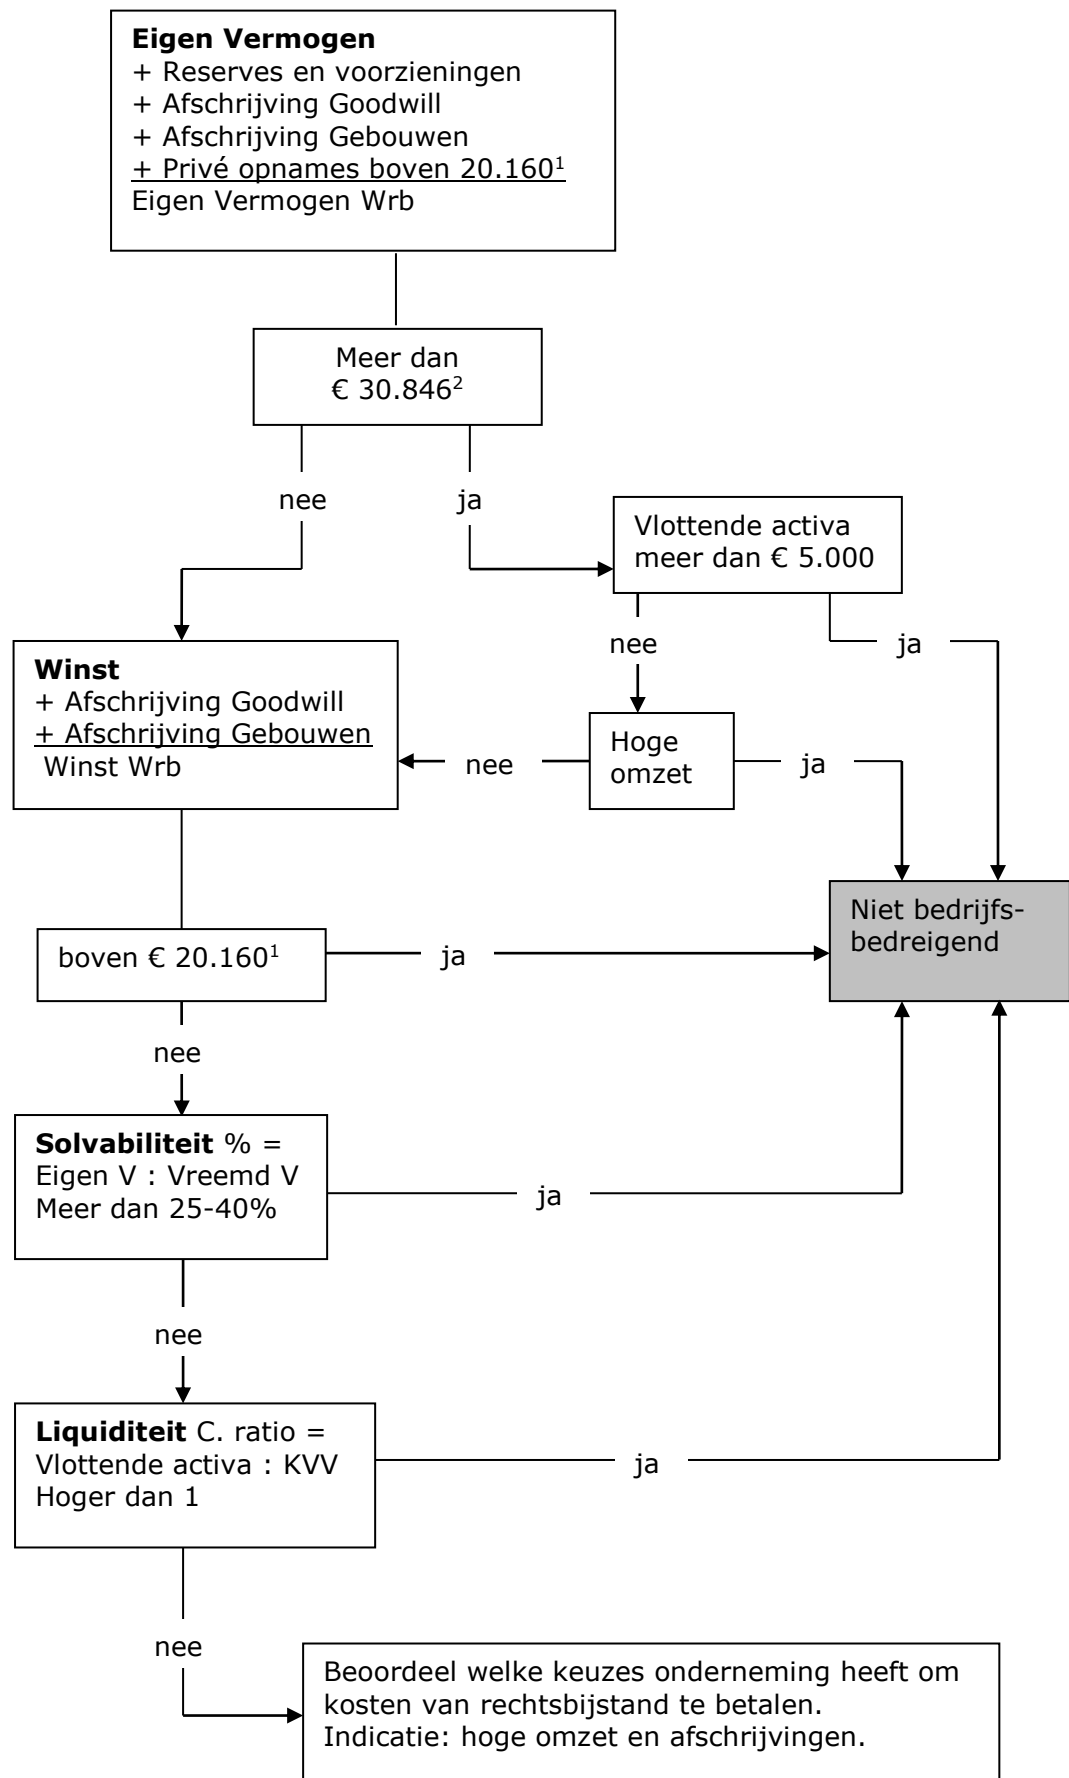 Eigen Vermogen
+ Reserves en voorzieningen
+ Afschrijving Goodwill
+ Afschrijving Gebouwen
+ Privé opnames boven 20.160¹
Eigen Vermogen Wrb
Meer dan
€ 30.846²
nee
ja
Vlottende activa
meer dan € 5.000
nee
ja
Winst
+ Afschrijving Goodwill
+ Afschrijving Gebouwen
Winst Wrb
nee
Hoge
omzet
ja
Niet bedrijfs-
bedreigend
boven € 20.160¹
ja
nee
Solvabiliteit % =
Eigen V : Vreemd V
Meer dan 25-40%
ja
nee
Liquiditeit C. ratio =
Vlottende activa : KVV
Hoger dan 1
ja
nee
Beoordeel welke keuzes onderneming heeft om
kosten van rechtsbijstand te betalen.
Indicatie: hoge omzet en afschrijvingen.